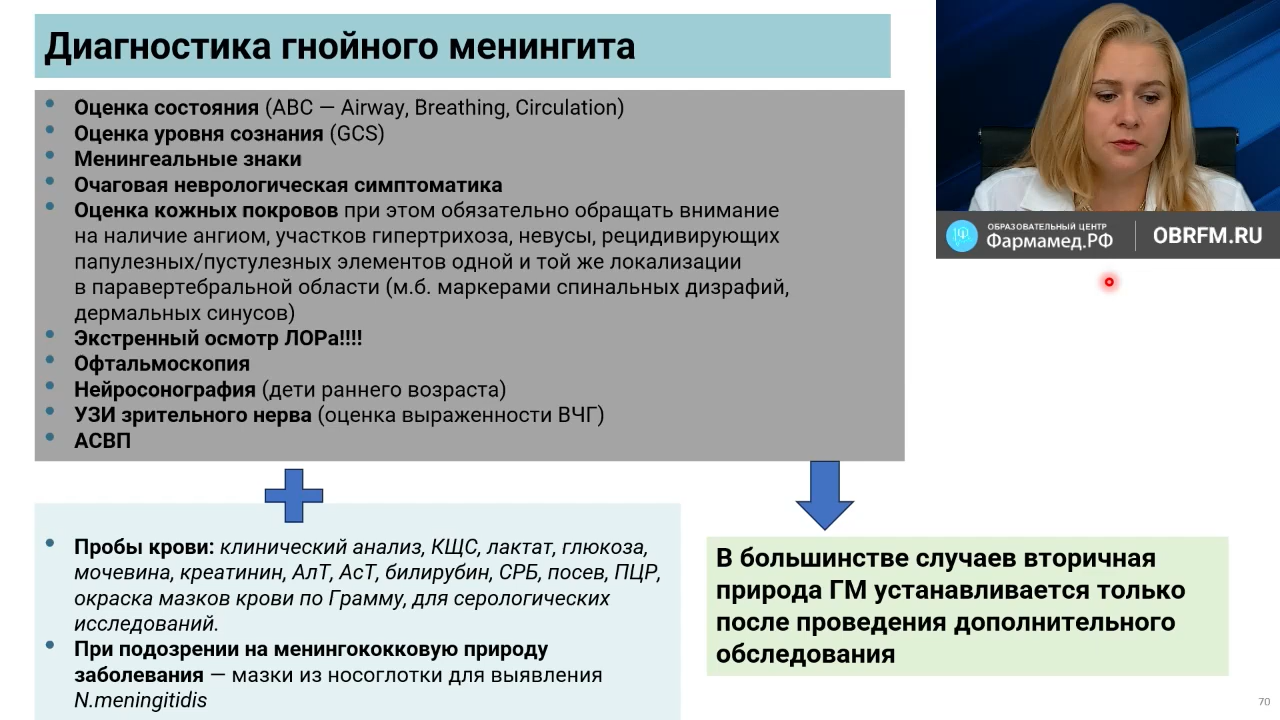 Диагностика гнойного менингита
Оценка состояния (ABC — Airway, Breathing, Circulation)
Оценка уровня сознания (GCS)
Менингеальные знаки
Очаговая неврологическая симптоматика
Оценка кожных покровов при этом обязательно обращать внимание
на наличие ангиом, участков гипертрихоза, невусы, рецидивирующих
папулезных/пустулезных элементов одной и той же локализации
в паравертебральной области (м.б. маркерами спинальных дизрафий,
дермальных синусов)
Экстренный осмотр ЛОРа!!!!
Офтальмоскопия
Нейросонография (дети раннего возраста)
УЗИ зрительного нерва (оценка выраженности ВЧГ)
АСВП
Пробы крови: клинический анализ, КЩС, лактат, глюкоза,
мочевина, креатинин, АлТ, АсТ, билирубин, СРБ, посев, ПЦР,
окраска мазков крови по Грамму, для серологических
исследований.
При подозрении на менингококковую природу
заболевания — мазки из носоглотки для выявления
N.meningitidis
В большинстве случаев вторичная
природа ГМ устанавливается только
после проведения дополнительного
обследования
ОБРАЗОВАТЕЛЬНЫЙ ЦЕНТР
Фармамед.РФ
OBRFM.RU
70